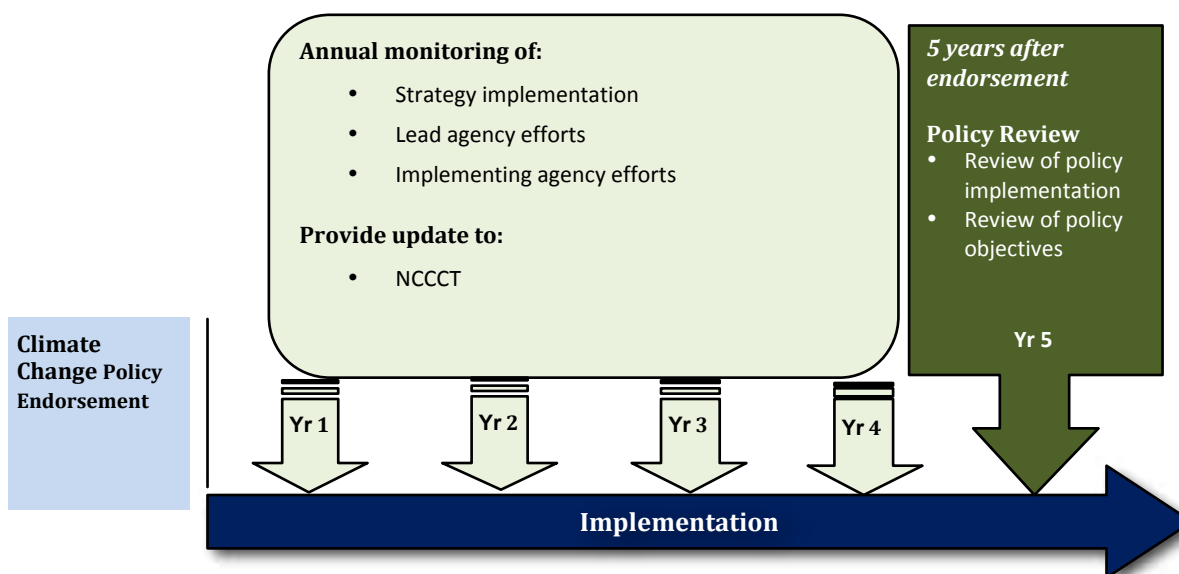 Annual monitoring of:
• Strategy implementation
• Lead agency efforts
• Implementing agency efforts
Provide update to:
• NCCCT
5 years after
endorsement
Policy Review
• Review of policy
implementation
• Review of policy
objectives
Yr 5
Climate
Change Policy
Endorsement
Yr 1
Yr 2
Yr 3
Yr 4
Implementation